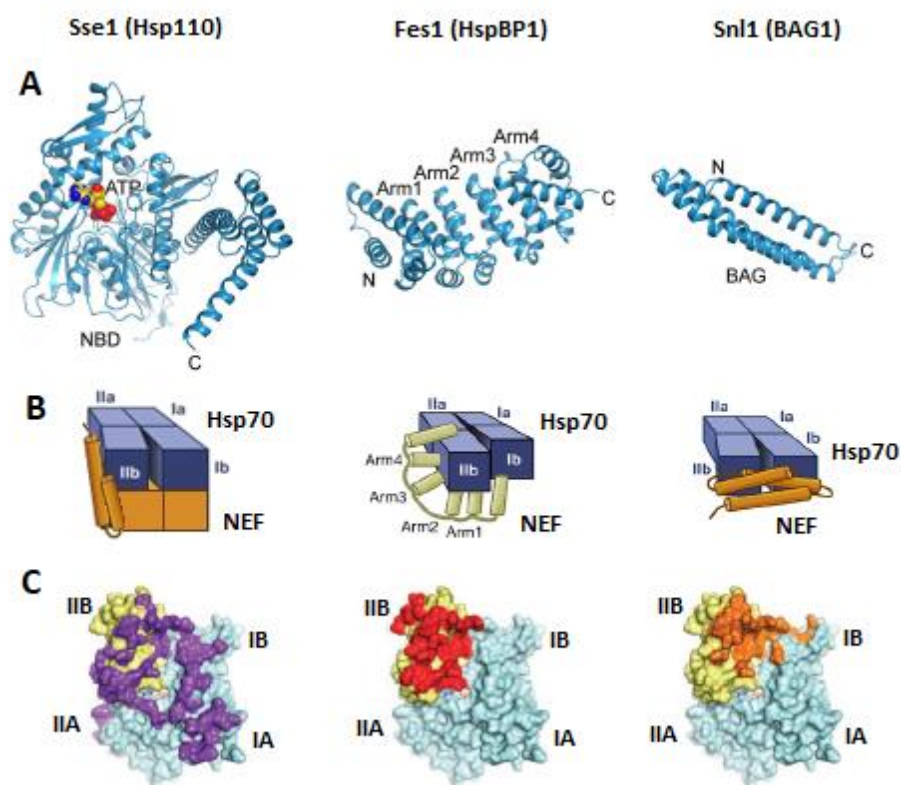 Sse1 (Hsp110) Fes1 (HspBP1) Snl1 (BAG1)
A
ATP
NBD
C
Arm1 Arm2 Arm3 Arm4
N
C
N
BAG
C
B
IIa Ia Hsp70
IIb Ib
NEF
IIa Ia Hsp70
IIb Ib
Arm4
Arm3
Arm2 Arm1 NEF
IIa Ia
Ib Hsp70
IIb
NEF
C
IIB IB
IIA IA
IIB IB
IIA IA
IIB IB
IIA IA